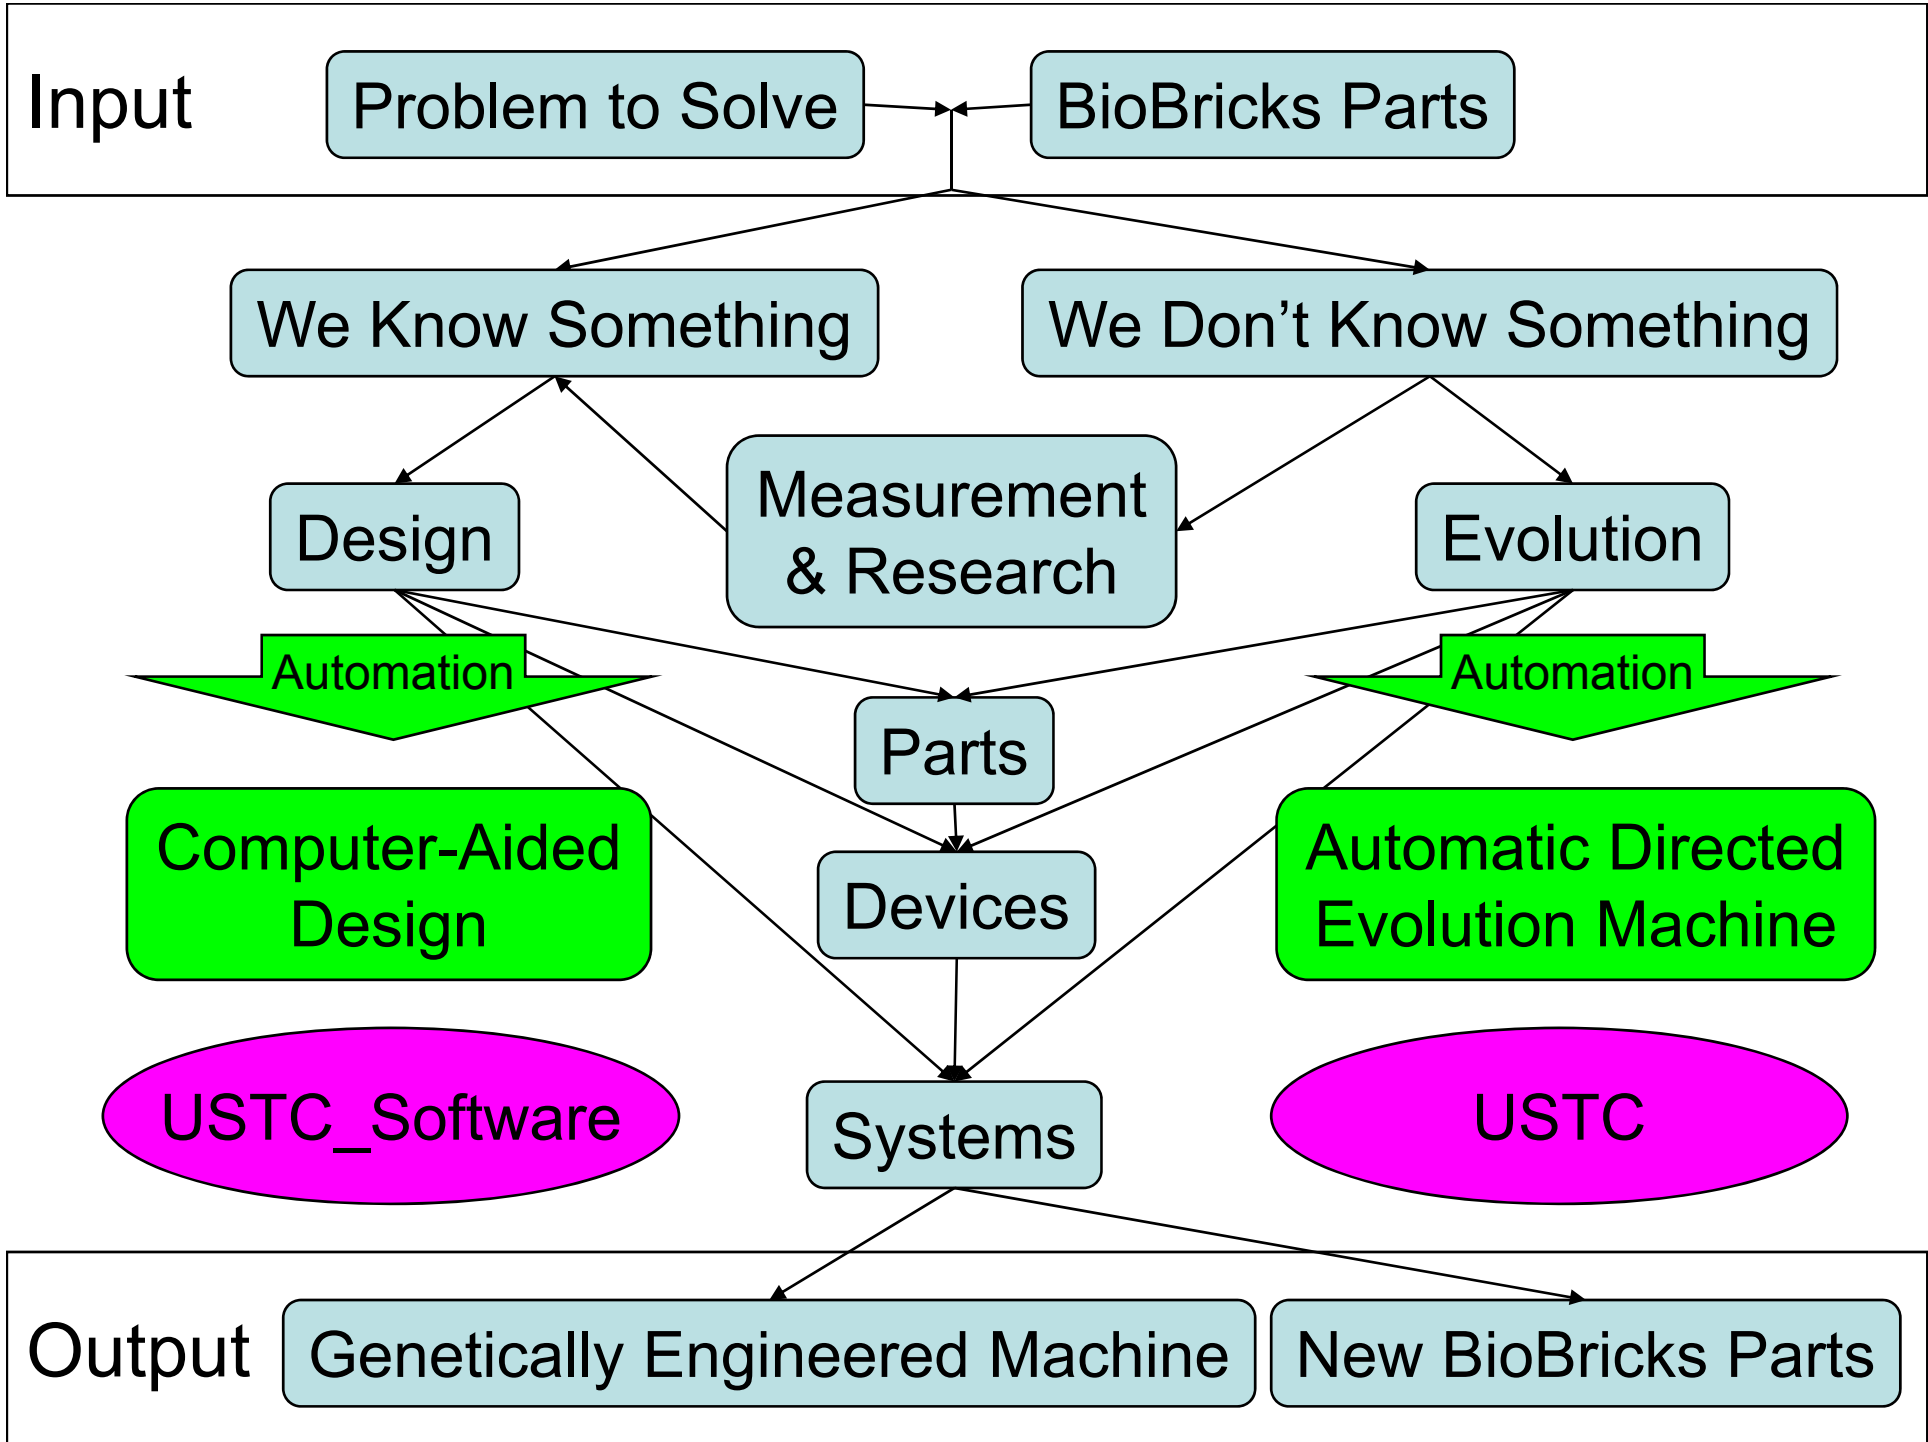 Input
Problem to Solve
BioBricks Parts
We Know Something
We Don’t Know Something
Measurement
& Research
Design
Evolution
Automation
Automation
Parts
Computer-Aided
Design
Devices
Automatic Directed
Evolution Machine
USTC_Software
Systems
USTC
Output
Genetically Engineered Machine
New BioBricks Parts